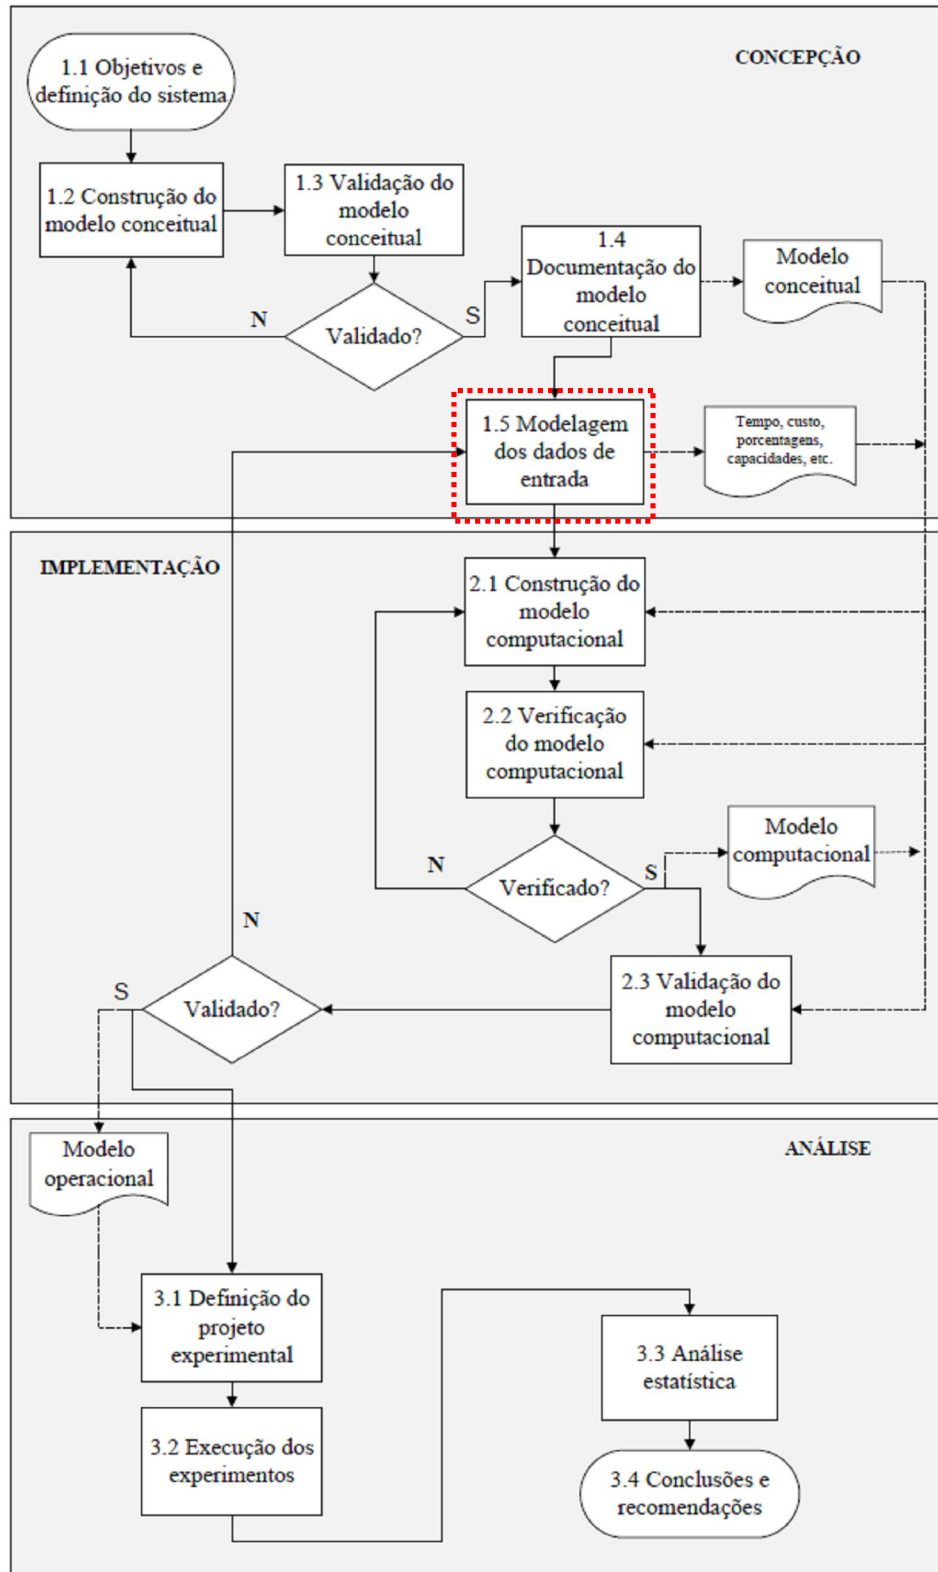 CONCEPÇÃO
1.1 Objetivos e
definição do sistema
1.2 Construção do
modelo conceitual
1.3 Validação do
modelo
conceitual
1.4
Documentação do
modelo
conceitual
Modelo
conceitual
Validado?
N
S
1.5 Modelagem
dos dados de
entrada
Tempo, custo,
porcentagens,
capacidades, etc.
IMPLEMENTAÇÃO
2.1 Construção do
modelo
computacional
2.2 Verificação
do modelo
computacional
Verificado?
N
S
Modelo
computacional
2.3 Validação do
modelo
computacional
Validado?
N
S
ANÁLISE
Modelo
operacional
3.1 Definição do
projeto
experimental
3.2 Execução dos
experimentos
3.3 Análise
estatística
3.4 Conclusões e
recomendações